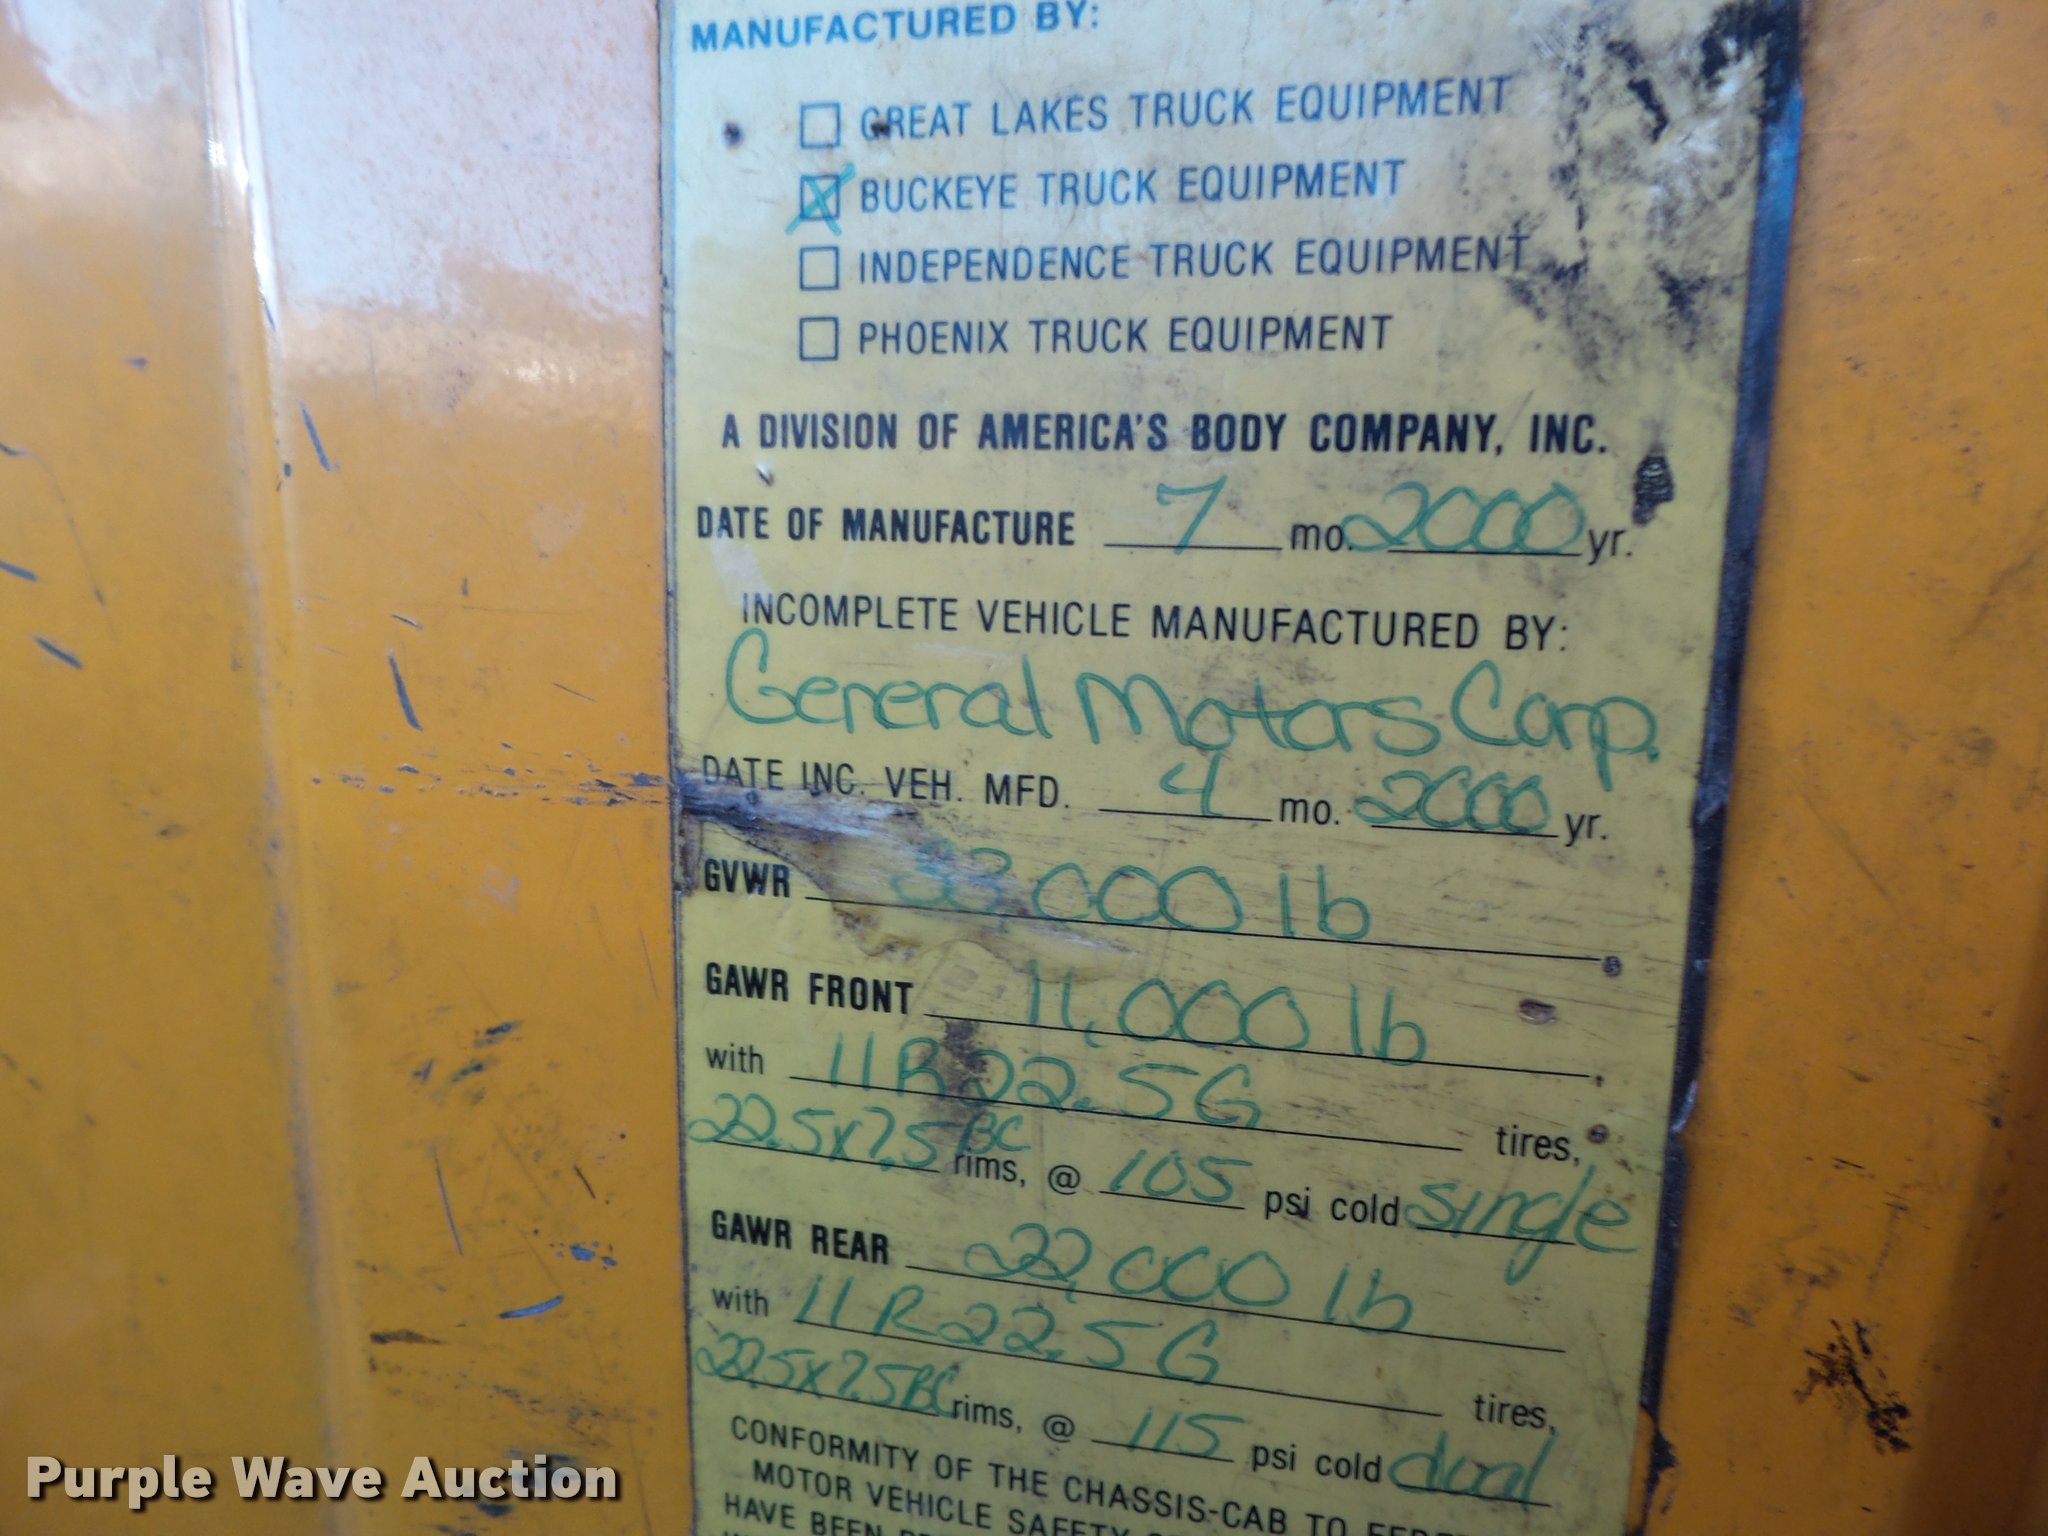 MANUFACTURED BY:
GREAT LAKES TRUCK EQUIPMENT
X BUCKEYE TRUCK EQUIPMENT
INDEPENDENCE TRUCK EQUIPMENT
PHOENIX TRUCK EQUIPMENT
A DIVISION OF AMERICA'S BODY COMPANY, INC.
DATE OF MANUFACTURE 7 mo. 2000 yr.
INCOMPLETE VEHICLE MANUFACTURED BY:
General Motors Corp.
DATE INC. VEH. MFD. 4 mo. 2000 yr.
GVWR 33,000 lb
GAWR FRONT 11,000 lb
with 11R22.5G tires,
22.5x7.5 BC rims, @ 105 psi cold single
GAWR REAR 22,000 lb
with 11R22.5G tires,
22.5x7.5BC rims, @ 115 psi cold dual
CONFORMITY OF THE CHASSIS-CAB TO
MOTOR VEHICLE SAFETY
HAVE BEEN
Purple Wave Auction